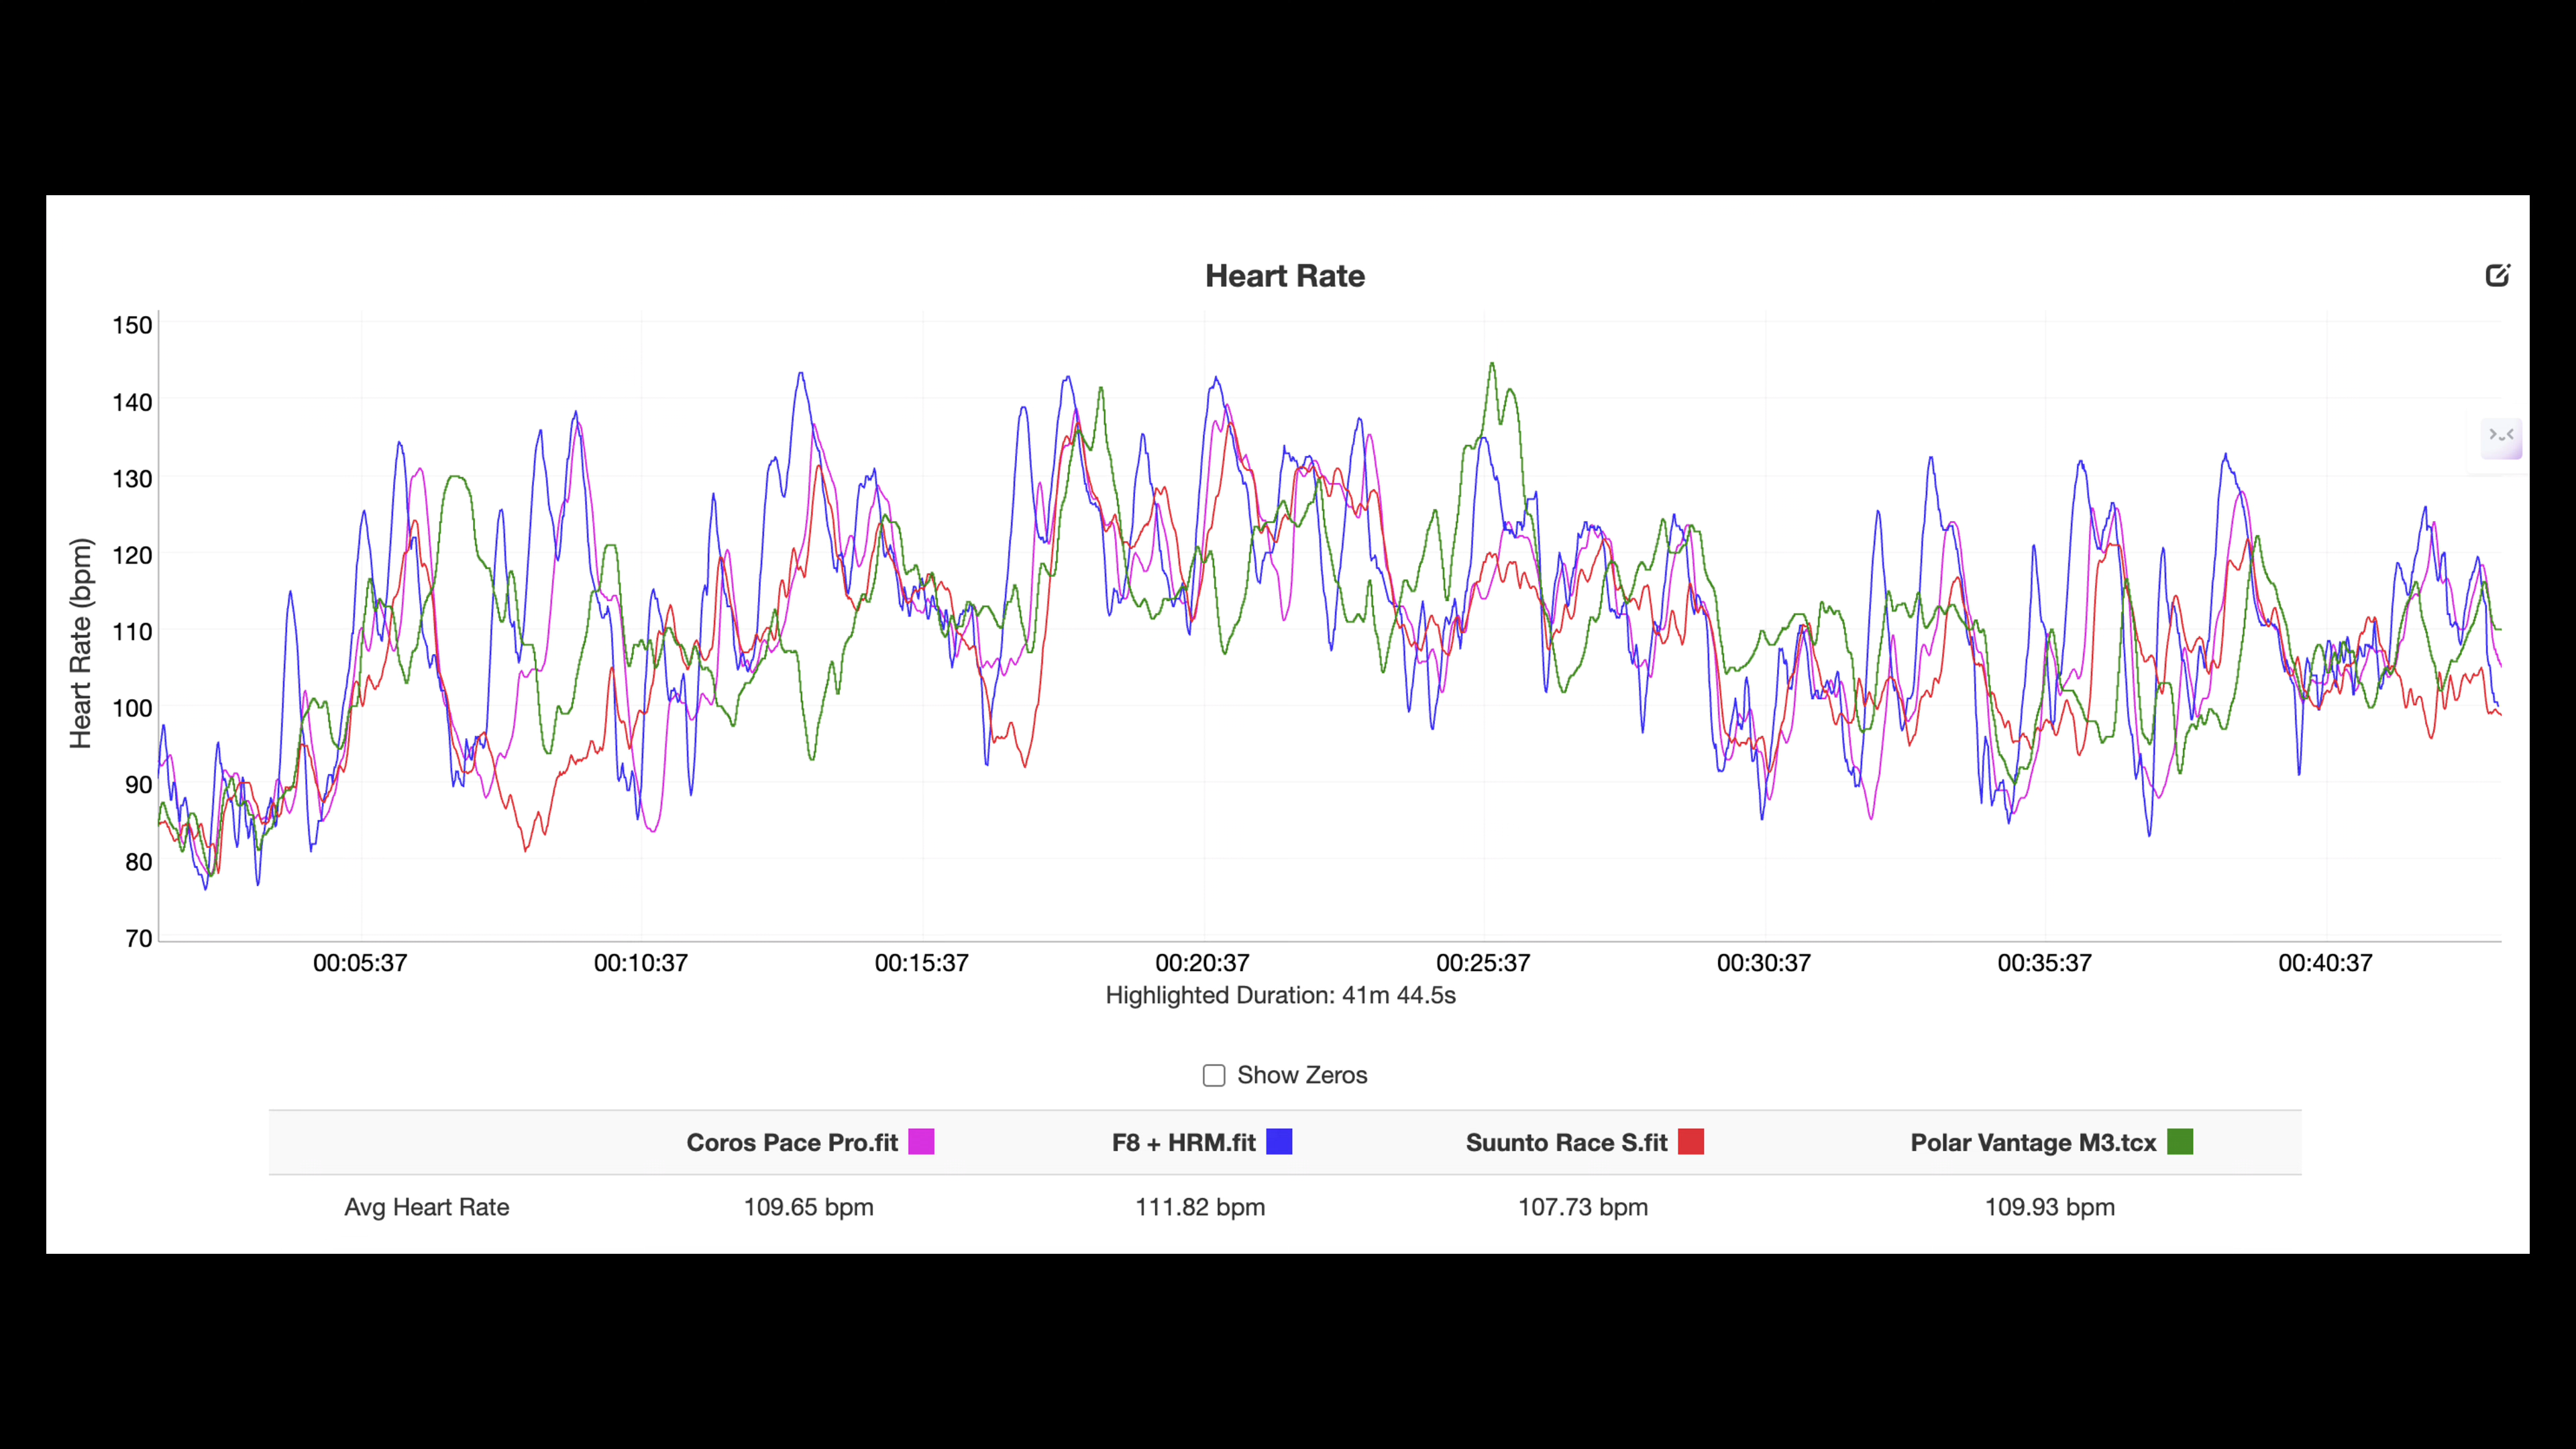 Heart Rate
Heart Rate (bpm)
150
140
130
120
110
100
90
80
70
00:05:37 00:10:37 00:15:37 00:20:37 00:25:37 00:30:37 00:35:37 00:40:37
Highlighted Duration: 41m 44.5s
Show Zeros
Coros Pace Pro.fit F8 + HRM.fit Suunto Race S.fit Polar Vantage M3.tcx
Avg Heart Rate 109.65 bpm 111.82 bpm 107.73 bpm 109.93 bpm